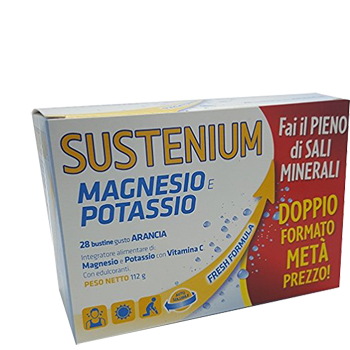 SUSTENIUM
MAGNESIO E
POTASSIO
28 bustine gusto ARANCIA
Integratore alimentare di
Magnesio e Potassio con Vitamina C
Con edulcoranti.
PESO NETTO 112 g
FRESH FORMULA
Fai il PIENO
di SALI
MINERALI
DOPPIO
FORMATO
METÀ
PREZZO!